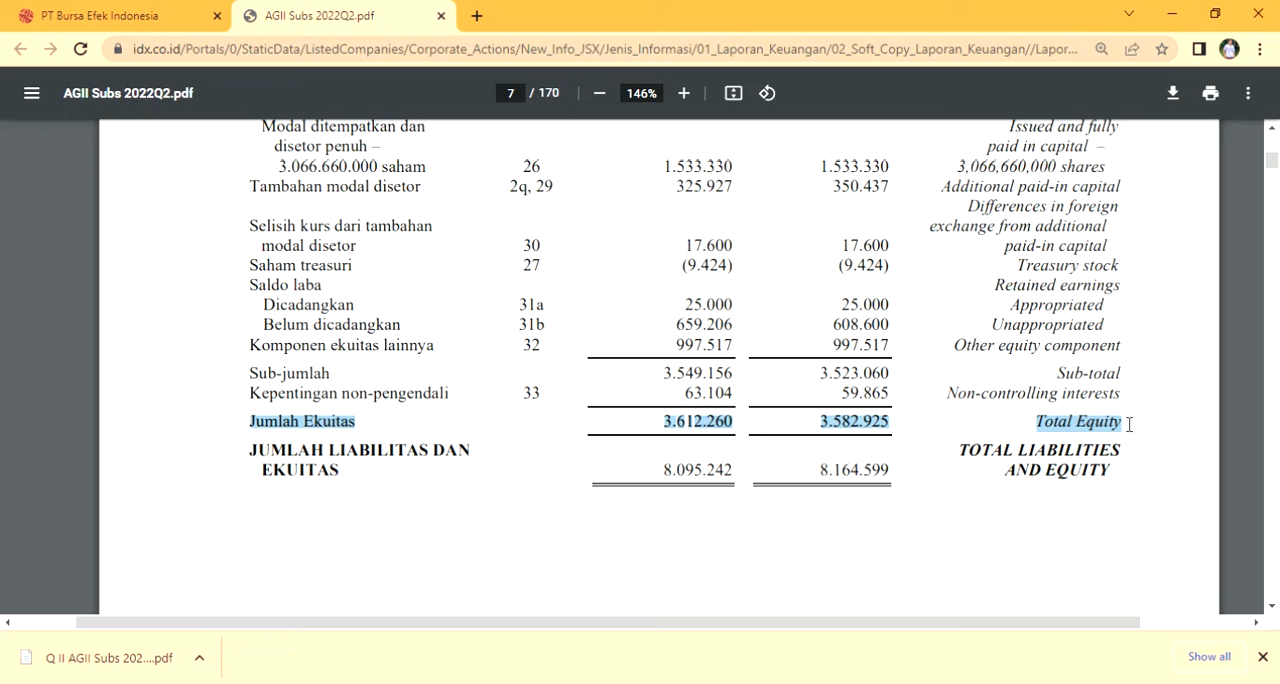 PT Bursa Efek Indonesia
AGII Subs 2022Q2.pdf
idx.co.id/Portals/0/StaticData/ListedCompanies/Corporate_Actions/New_Info_JSX/Jenis_Informasi/01_Laporan_Keuangan/02_Soft_Copy_Laporan_Keuangan//Lapor...
AGII Subs 2022Q2.pdf 7 / 170 146%
Modal ditempatkan dan Issued and fully
disetor penuh – paid in capital –
3.066.660.000 saham 26 1.533.330 1.533.330 3,066,660,000 shares
Tambahan modal disetor 2q, 29 325.927 350.437 Additional paid-in capital
Differences in foreign
Selisih kurs dari tambahan exchange from additional
modal disetor 30 17.600 17.600 paid-in capital
Saham treasuri 27 (9.424) (9.424) Treasury stock
Saldo laba Retained earnings
Dicadangkan 31a 25.000 25.000 Appropriated
Belum dicadangkan 31b 659.206 608.600 Unappropriated
Komponen ekuitas lainnya 32 997.517 997.517 Other equity component
Sub-jumlah 3.549.156 3.523.060 Sub-total
Kepentingan non-pengendali 33 63.104 59.865 Non-controlling interests
Jumlah Ekuitas 3.612.260 3.582.925 Total Equity
JUMLAH LIABILITAS DAN TOTAL LIABILITIES
EKUITAS 8.095.242 8.164.599 AND EQUITY
Q II AGII Subs 202....pdf Show all